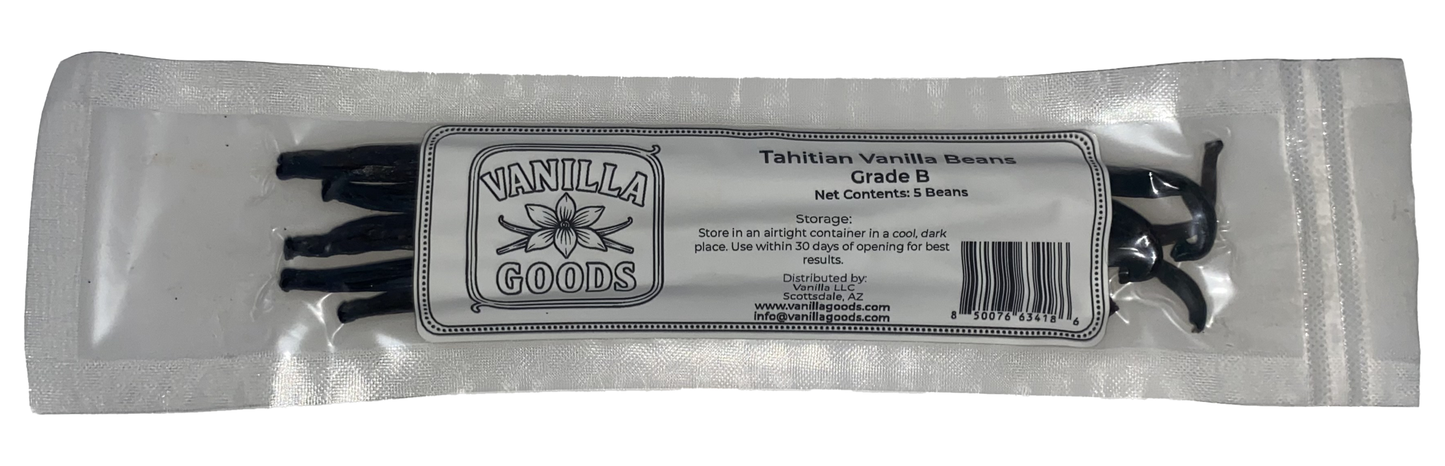 VANILLA
GOODS
Tahitian Vanilla Beans
Grade B
Net Contents: 5 Beans
Storage:
Store in an airtight container in a cool, dark
place. Use within 30 days of opening for best
results.
Distributed by:
Vanilla LLC
Scottsdale, AZ
www.vanillagoods.com
info@vanillagoods.com
8 50076 63418 6